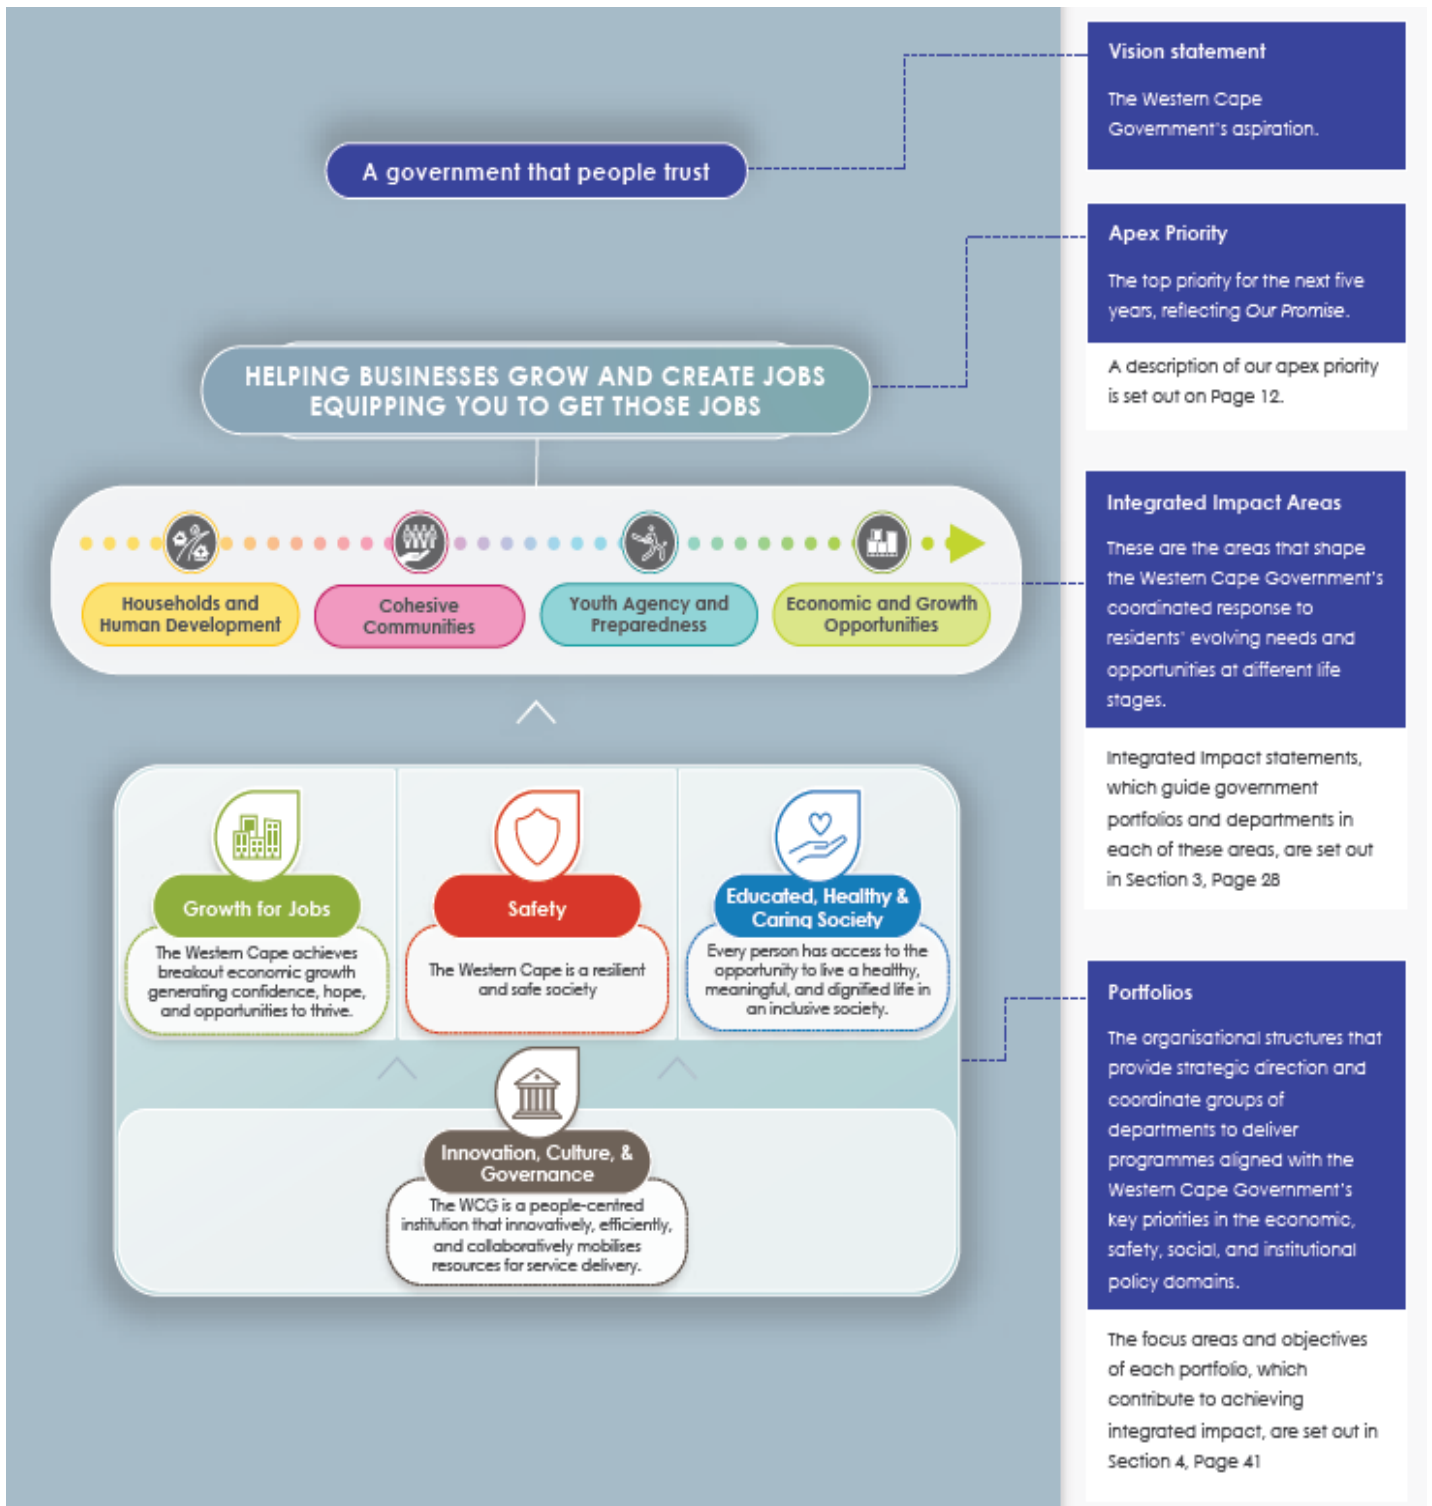 A government that people trust
HELPING BUSINESSES GROW AND CREATE JOBS
EQUIPPING YOU TO GET THOSE JOBS
Households and
Human Development
Cohesive
Communities
Youth Agency and
Preparedness
Economic and Growth
Opportunities
Growth for Jobs
The Western Cape achieves
breakout economic growth
generating confidence, hope,
and opportunities to thrive.
Safety
The Western Cape is a resilient
and safe society
Educated, Healthy &
Caring Society
Every person has access to the
opportunity to live a healthy,
meaningful, and dignified life in
an inclusive society.
Innovation, Culture, &
Governance
The WCG is a people-centred
institution that innovatively, efficiently,
and collaboratively mobilises
resources for service delivery.
Vision statement
The Western Cape
Government's aspiration.
Apex Priority
The top priority for the next five
years, reflecting Our Promise.
A description of our apex priority
is set out on Page 12.
Integrated Impact Areas
These are the areas that shape
the Western Cape Government's
coordinated response to
residents' evolving needs and
opportunities at different life
stages.
Integrated Impact statements,
which guide government
portfolios and departments in
each of these areas, are set out
in Section 3, Page 28
Portfolios
The organisational structures that
provide strategic direction and
coordinate groups of
departments to deliver
programmes aligned with the
Western Cape Government's
key priorities in the economic,
safety, social, and institutional
policy domains.
The focus areas and objectives
of each portfolio, which
contribute to achieving
integrated impact, are set out in
Section 4, Page 41